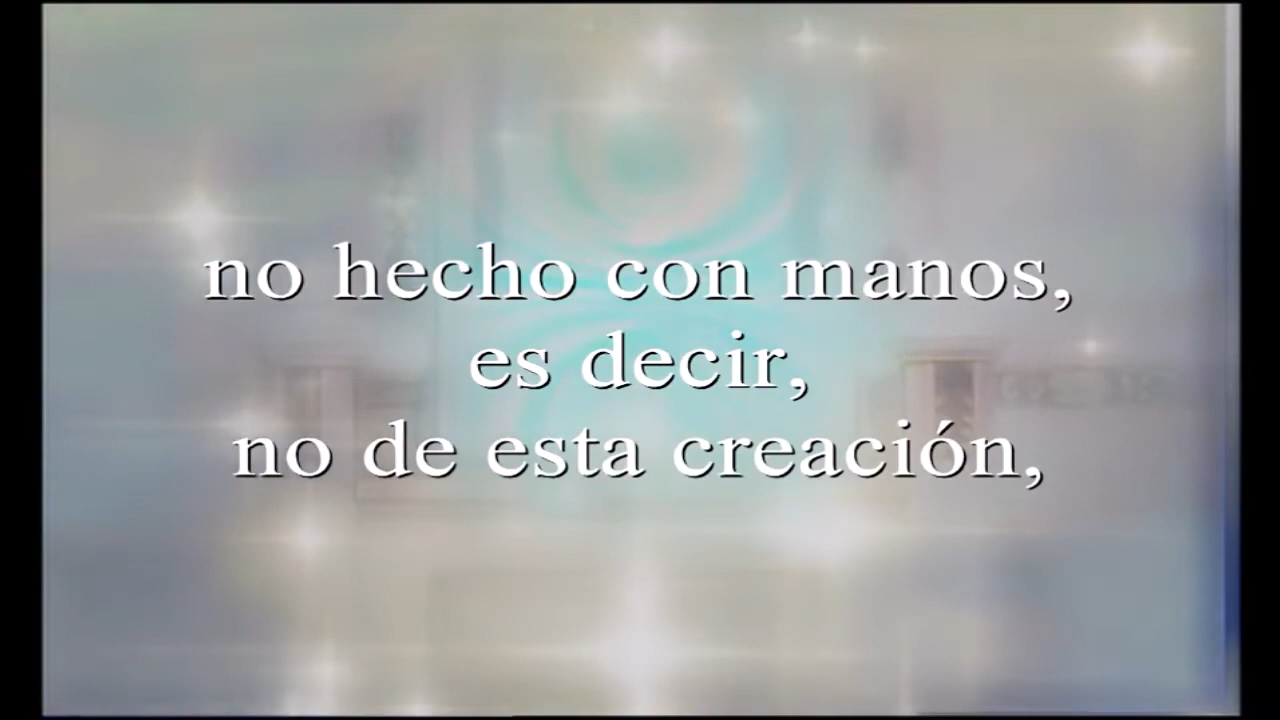 no hecho con manos,
es decir,
no de esta creación,